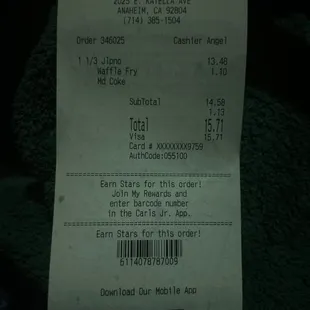 2025 E. KATELLA AVE
ANAHEIM, CA 92804
(714) 385-1504
Order 346025 Cashier Angel
1 1/3 Jlpno 13.48
Waffle Fry 1.10
Md Coke
SubTotal 14.58
1.13
Total 15.71
Visa 15.71
Card # XXXXXXXX9759
AuthCode:055100
Earn Stars for this order!
Join My Rewards and
enter barcode number
in the Carls Jr. App.
Earn Stars for this order!
6114078787009
Download Our Mobile App